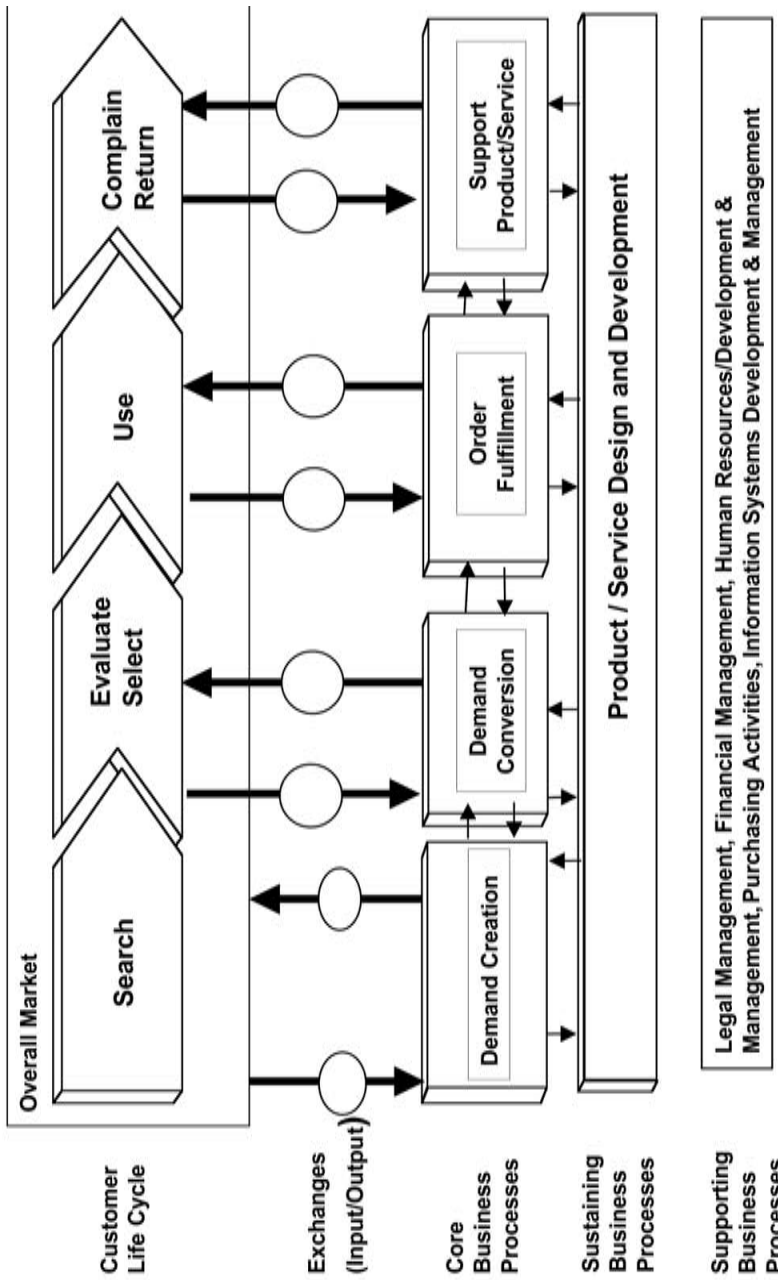 Overall Market
Customer
Life Cycle
Search
Evaluate
Select
Use
Complain
Return
Exchanges
(Input/Output)
Core
Business
Processes
Demand Creation
Demand
Conversion
Order
Fulfillment
Support
Product/Service
Sustaining
Business
Processes
Product / Service Design and Development
Supporting
Business
Processes
Legal Management, Financial Management, Human Resources/Development &
Management, Purchasing Activities, Information Systems Development & Management